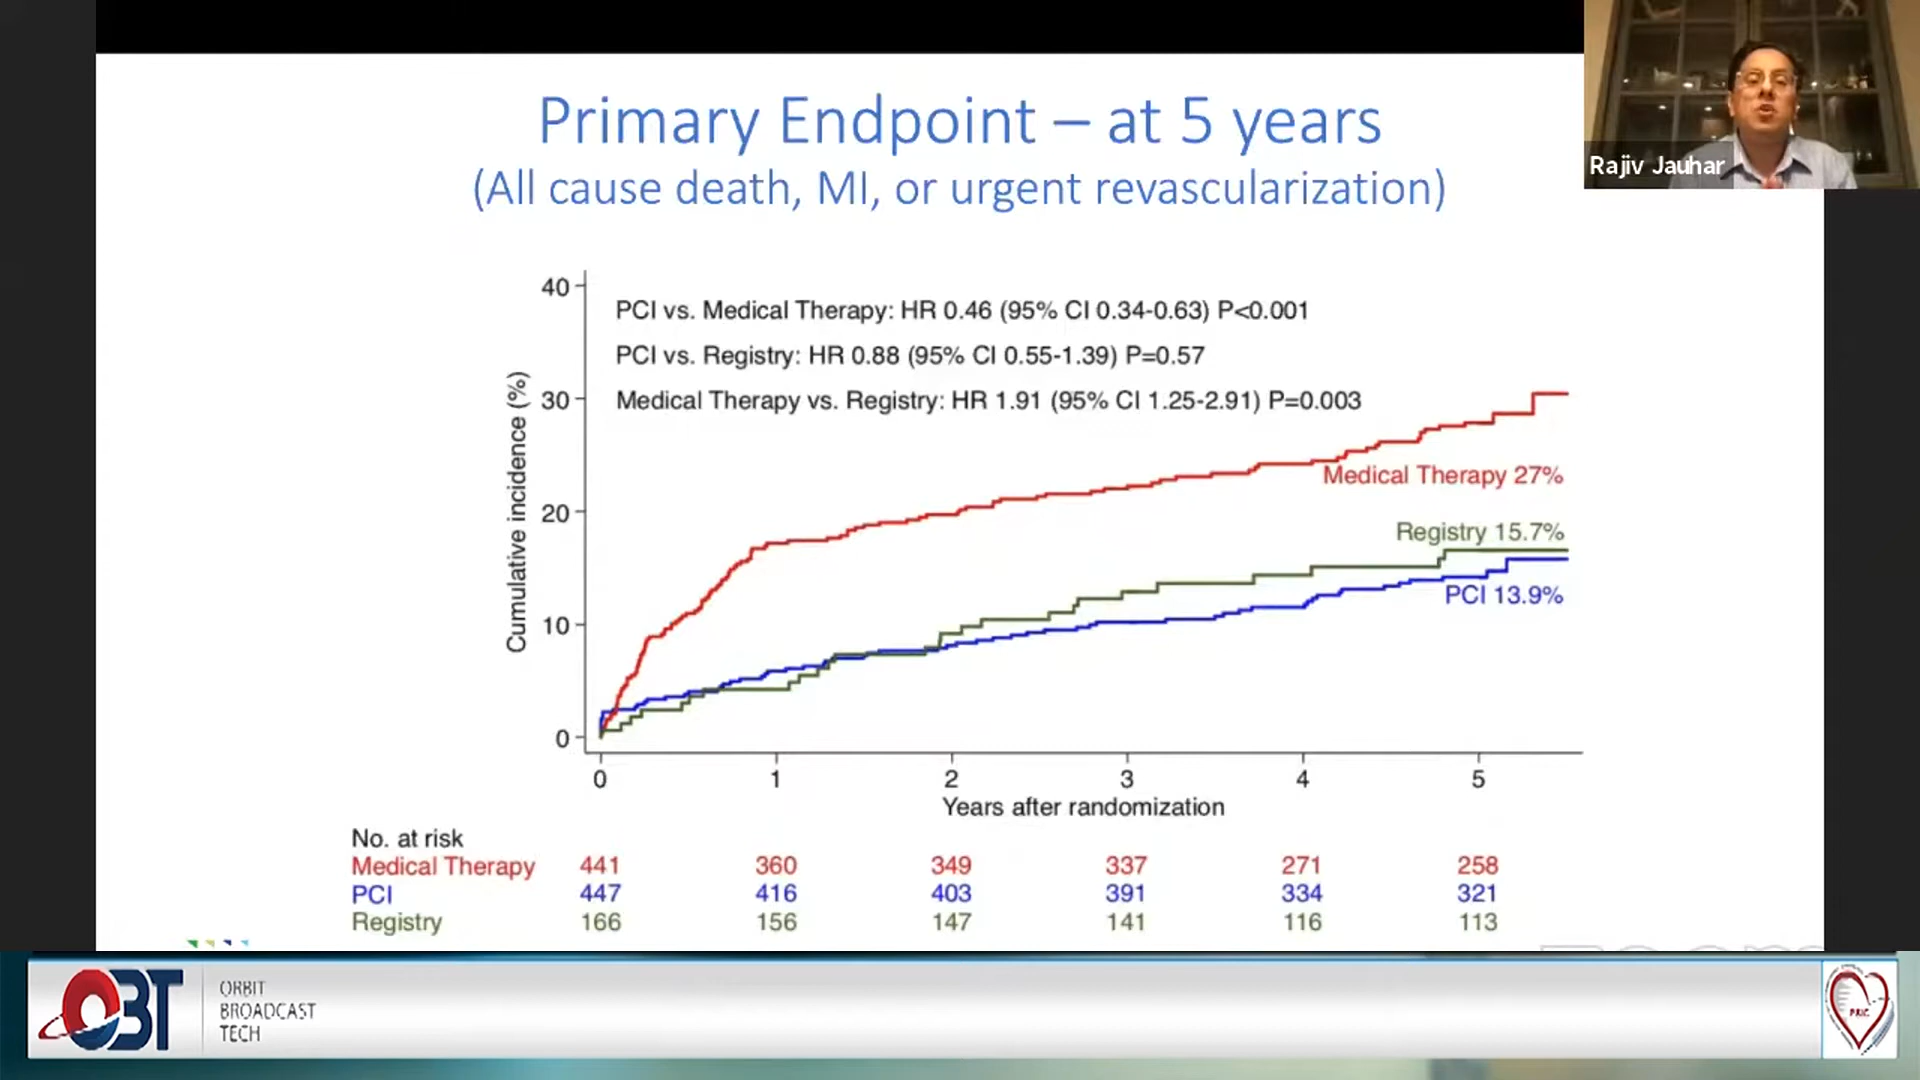 Primary Endpoint – at 5 years
(All cause death, MI, or urgent revascularization)
Rajiv Jauhar
PCI vs. Medical Therapy: HR 0.46 (95% CI 0.34-0.63) P<0.001
PCI vs. Registry: HR 0.88 (95% CI 0.55-1.39) P=0.57
Medical Therapy vs. Registry: HR 1.91 (95% CI 1.25-2.91) P=0.003
Cumulative incidence (%)
40
30
20
10
0
Medical Therapy 27%
Registry 15.7%
PCI 13.9%
0 1 2 3 4 5
Years after randomization
No. at risk
Medical Therapy 441 360 349 337 271 258
PCI 447 416 403 391 334 321
Registry 166 156 147 141 116 113
OBT
ORBIT
BROADCAST
TECH